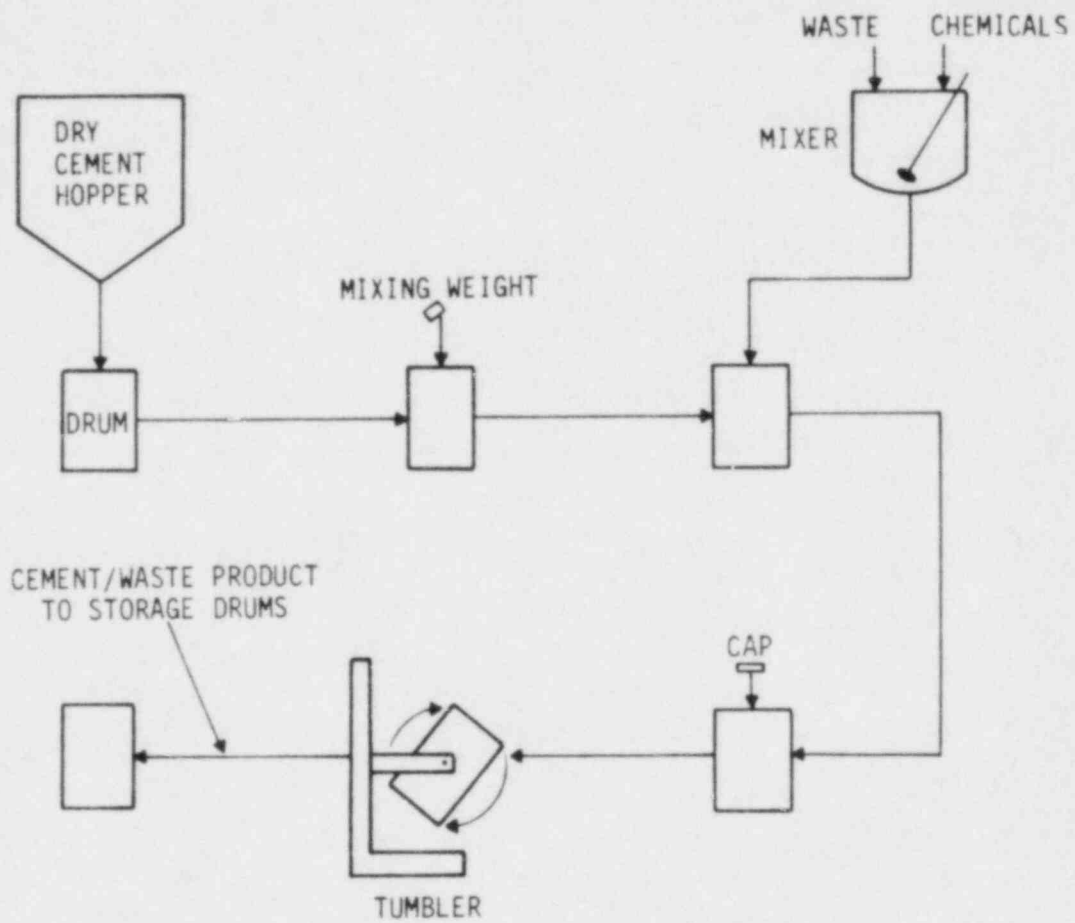 WASTE CHEMICALS
DRY
CEMENT
HOPPER
MIXER
MIXING WEIGHT
DRUM
CEMENT/WASTE PRODUCT
TO STORAGE DRUMS
CAP
TUMBLER